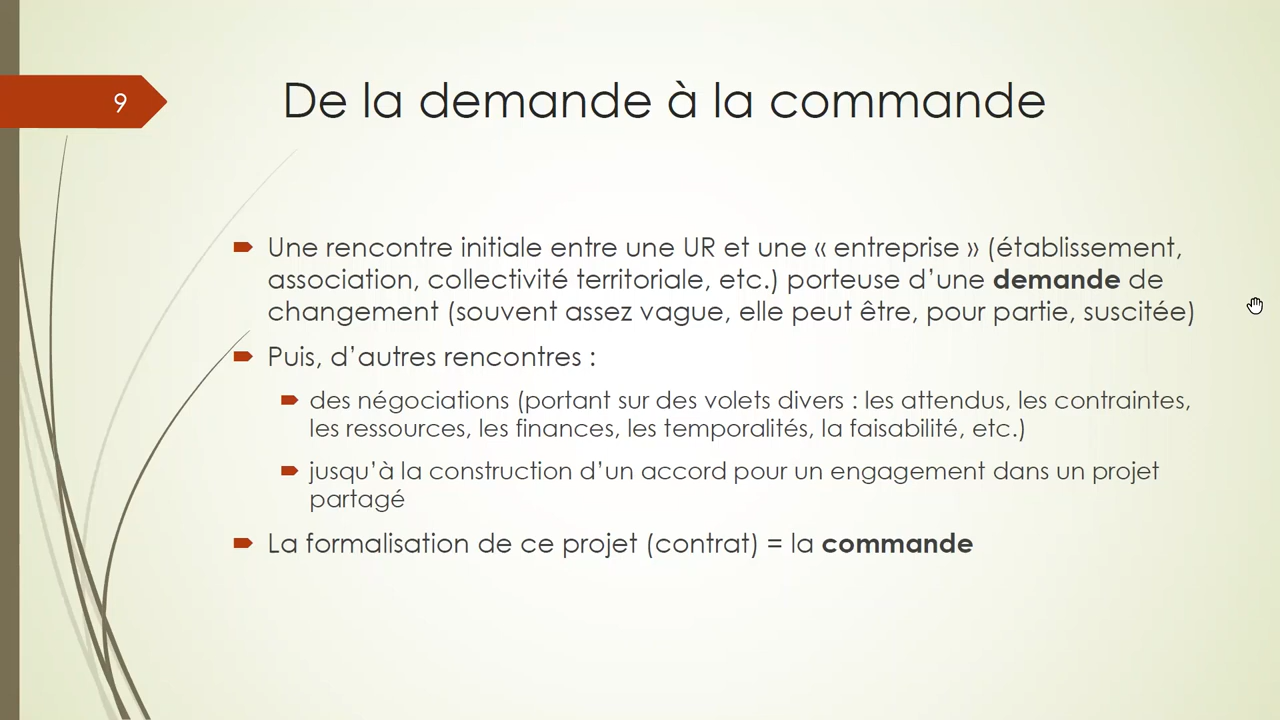 9
De la demande à la commande
Une rencontre initiale entre une UR et une « entreprise » (établissement,
association, collectivité territoriale, etc.) porteuse d’une demande de
changement (souvent assez vague, elle peut être, pour partie, suscitée)
Puis, d’autres rencontres :
des négociations (portant sur des volets divers : les attendus, les contraintes,
les ressources, les finances, les temporalités, la faisabilité, etc.)
jusqu’à la construction d’un accord pour un engagement dans un projet
partagé
La formalisation de ce projet (contrat) = la commande